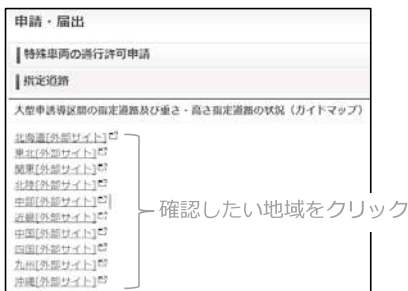 申請・届出
特殊車両の通行許可申請
指定道路
大型車誘導区間の指定道路及び重さ・高さ指定道路の状況（ガイドマップ）
北海道[外部サイト]
東北[外部サイト]
関東[外部サイト]
北陸[外部サイト]
中部[外部サイト]
近畿[外部サイト]
中国[外部サイト]
四国[外部サイト]
九州[外部サイト]
沖縄[外部サイト]
確認したい地域をクリック